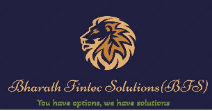 Bharath Fintec Solutions(BFS)
You have options, we have solutions